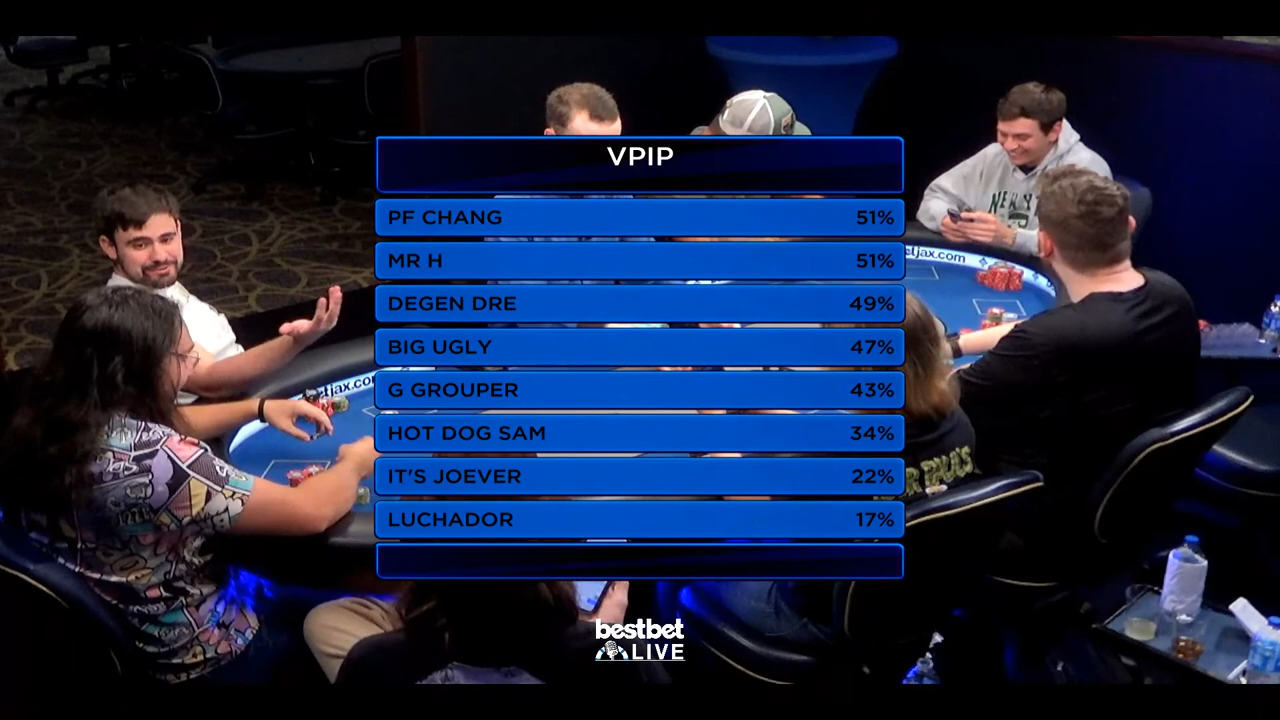 VPIP
PF CHANG 51%
MR H 51%
DEGEN DRE 49%
BIG UGLY 47%
G GROUPER 43%
HOT DOG SAM 34%
IT'S JOEVER 22%
LUCHADOR 17%
bestbet
LIVE